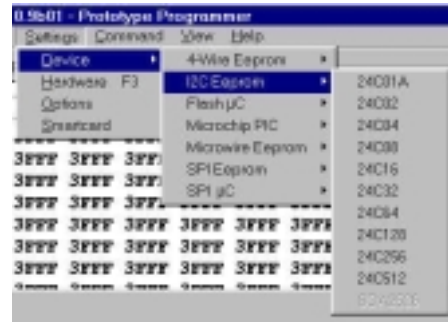 0.9b01 - Prototype Programmer
Settings Command View Help
Device
Hardware F3
Options
Smartcard
4-Wire Eeprom
I2C Eeprom
Flash µC
Microchip PIC
Microwire Eeprom
SPI Eeprom
SPI µC
24C01A
24C02
24C04
24C08
24C16
24C32
24C64
24C128
24C256
24C512
3FFF 3FFF
3FFF 3FFF
3FFF 3FFF 3FFF 3FFF 3FFF
3FFF 3FFF 3FFF 3FFF 3FFF
3FFF 3FFF 3FFF 3FFF 3FFF